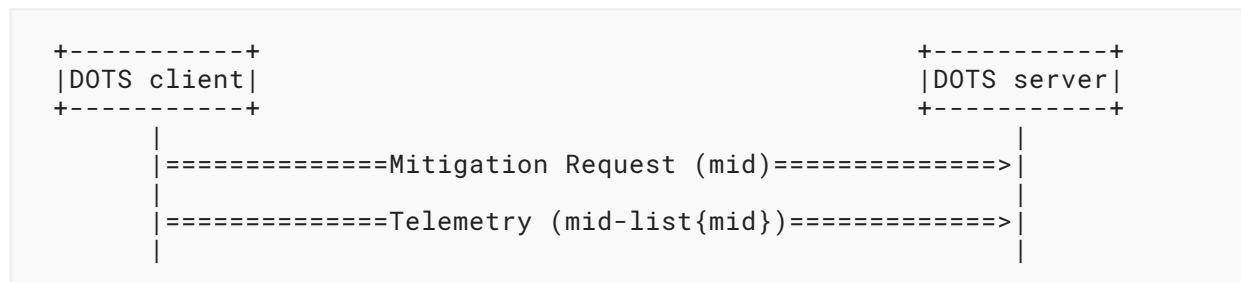 +-----------+                                         +-----------+
|DOTS client|                                         |DOTS server|
+-----------+                                         +-----------+
      |                                                     |
      |==============Mitigation Request (mid)==============>|
      |                                                     |
      |==============Telemetry (mid-list{mid})=============>|
      |                                                     |